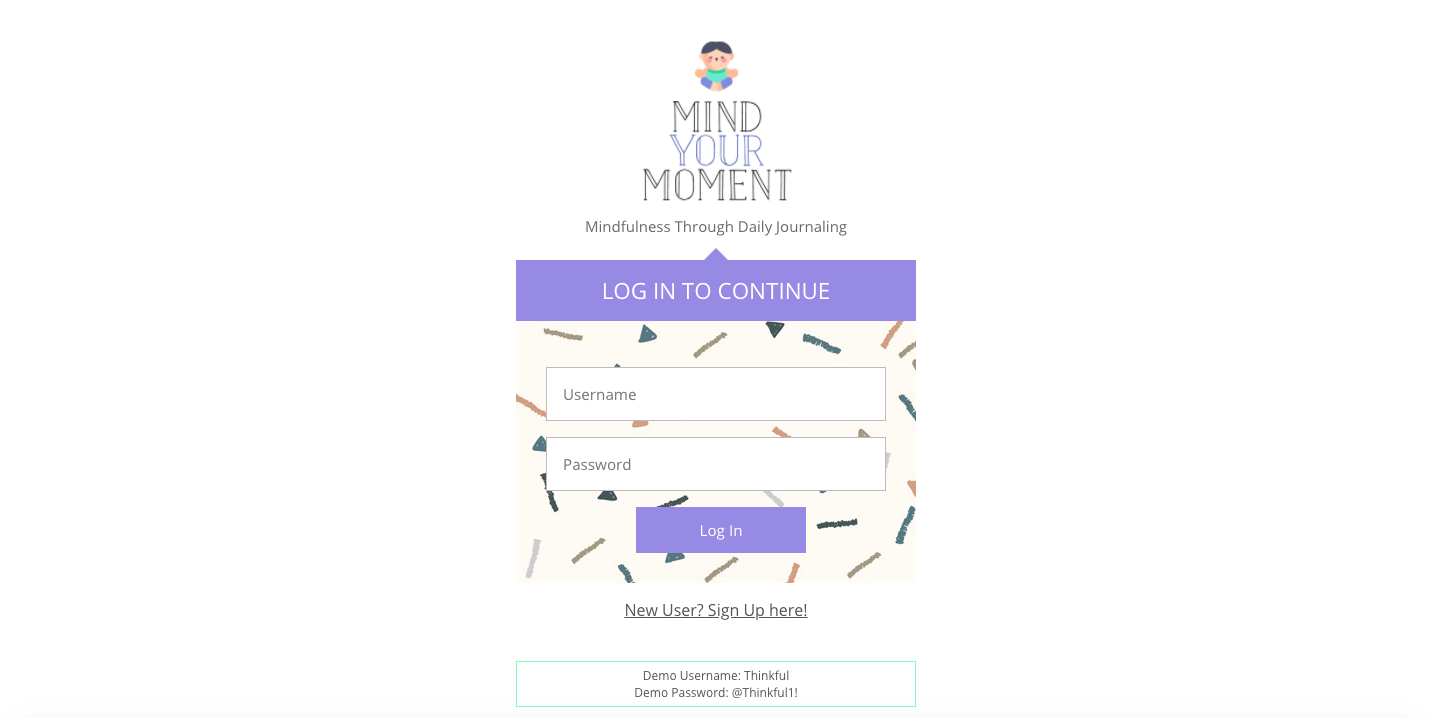 MIND
YOUR
MOMENT
Mindfulness Through Daily Journaling
LOG IN TO CONTINUE
Username
Password
Log In
New User? Sign Up here!
Demo Username: Thinkful
Demo Password: @Thinkful1!